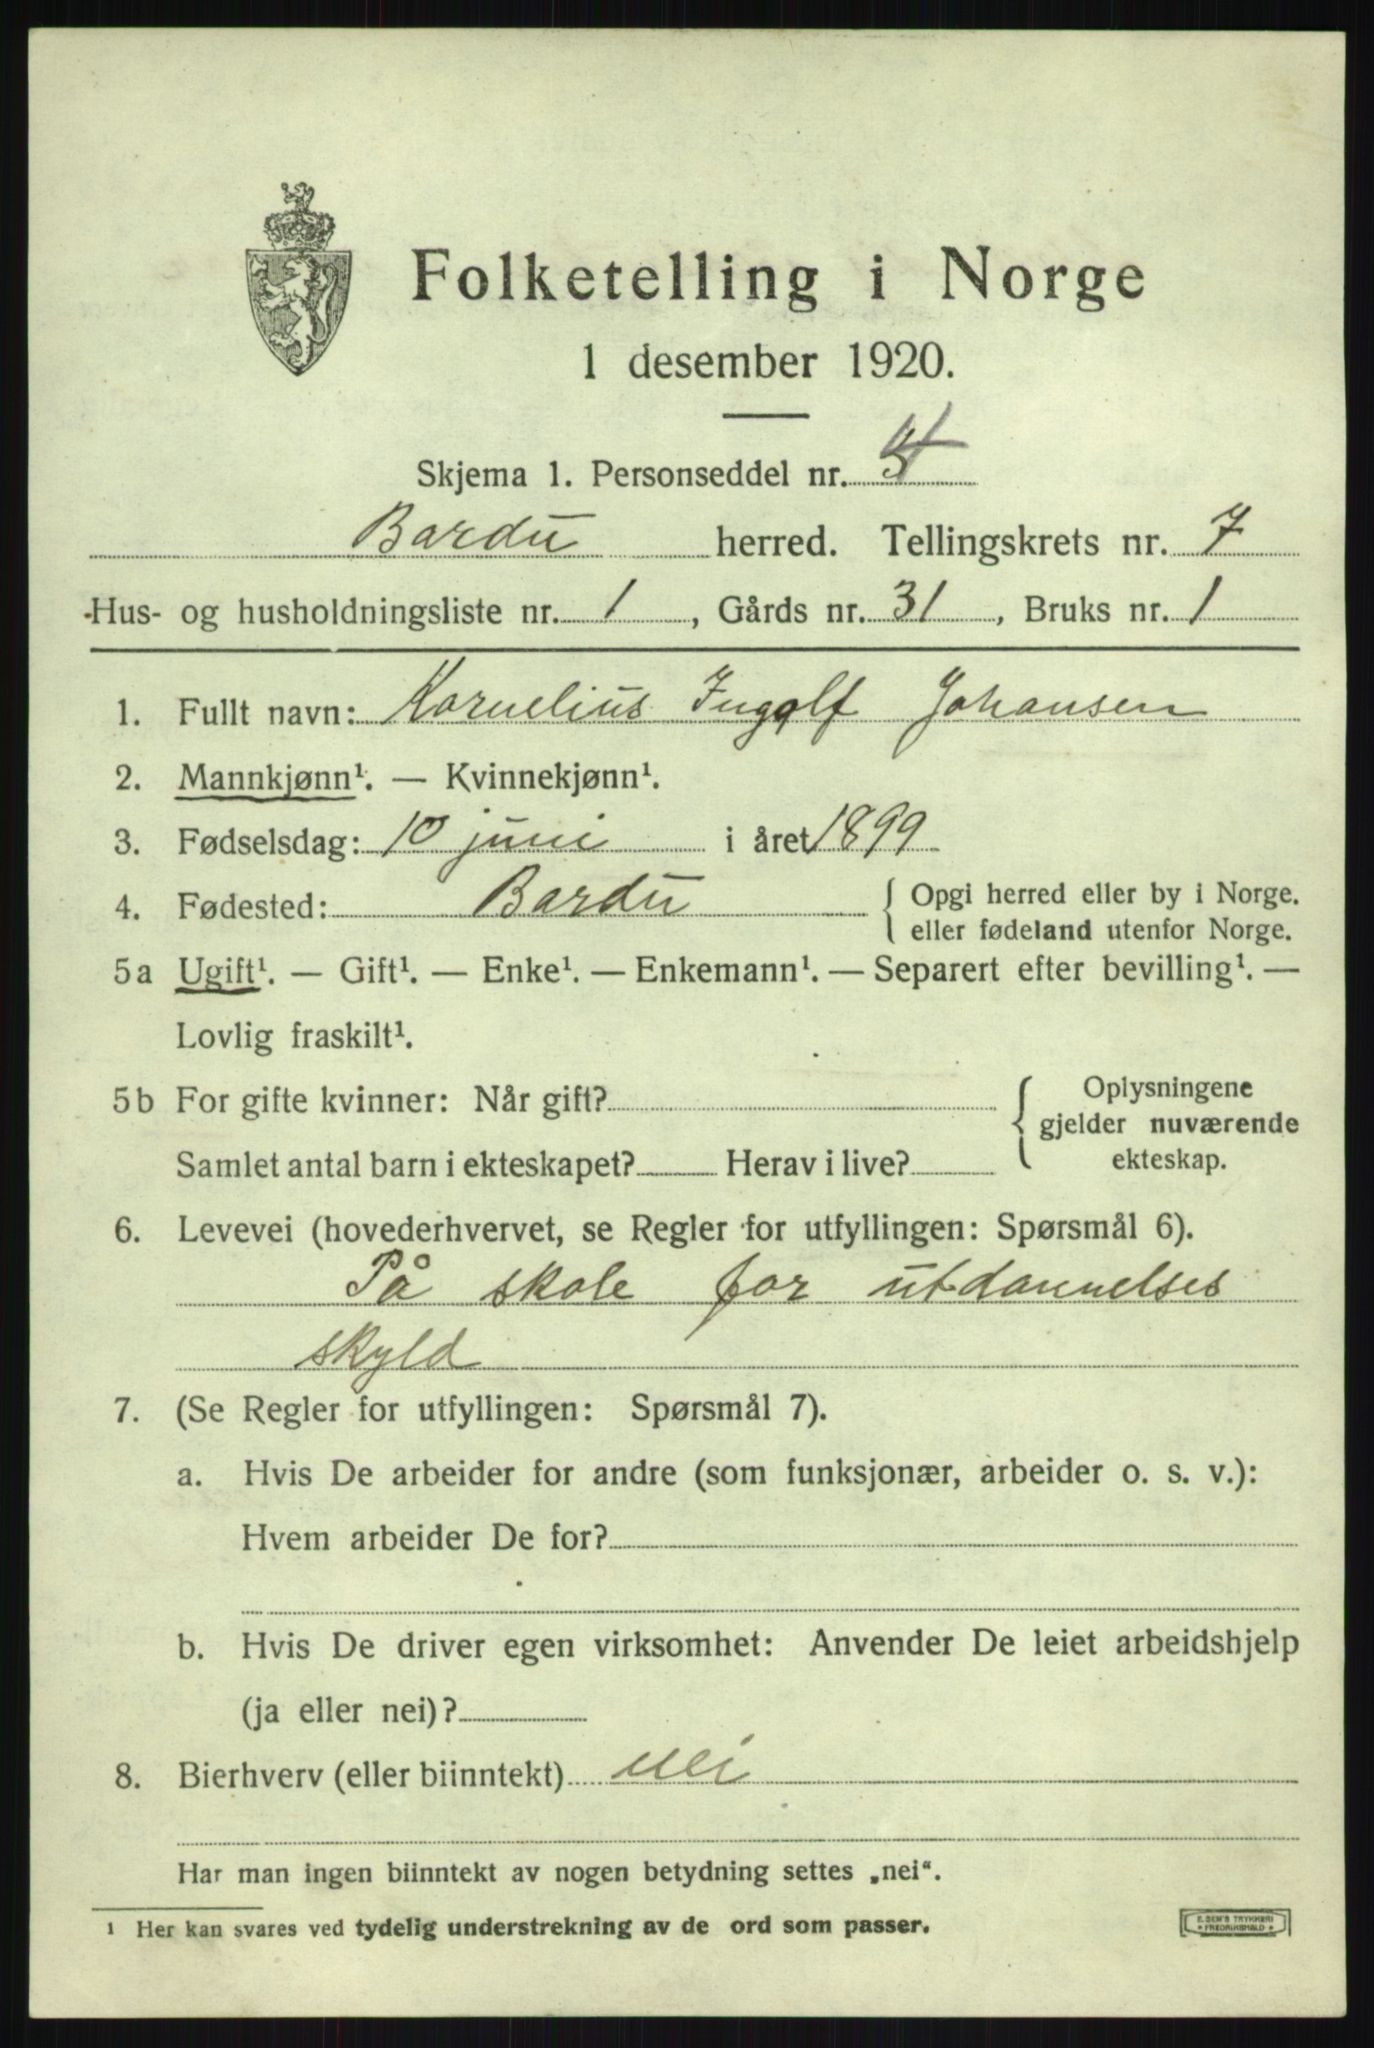 Folketelling i Norge
1 desember 1920.
Skjema 1. Personseddel nr. 4
Bardu herred. Tellingskrets nr. 7
Hus- og husholdningsliste nr. 1, Gårds nr. 31, Bruks nr. 1
1. Fullt navn: Kornelius Ingolf Johansen
2. Mannkjønn¹. — Kvinnekjønn¹.
3. Fødselsdag: 10 juni i året 1899
4. Fødested: Bardu { Opgi herred eller by i Norge.
eller fødeland utenfor Norge.
5a Ugift¹. — Gift¹. — Enke¹. — Enkemann¹. — Separert efter bevilling¹. —
Lovlig fraskilt¹.
5b For gifte kvinner: Når gift? { Oplysningene
gjelder nuværende
Samlet antal barn i ekteskapet? Herav i live? ekteskap.
6. Levevei (hovederhvervet, se Regler for utfyllingen: Spørsmål 6).
På skole for utdannelses
skyld
7. (Se Regler for utfyllingen: Spørsmål 7).
a. Hvis De arbeider for andre (som funksjonær, arbeider o. s. v.):
Hvem arbeider De for?
b. Hvis De driver egen virksomhet: Anvender De leiet arbeidshjelp
(ja eller nei)?
8. Bierhverv (eller biinntekt) nei
Har man ingen biinntekt av nogen betydning settes „nei“.
¹ Her kan svares ved tydelig understrekning av de ord som passer.
TRYKKERI
FREDRIKSHALD